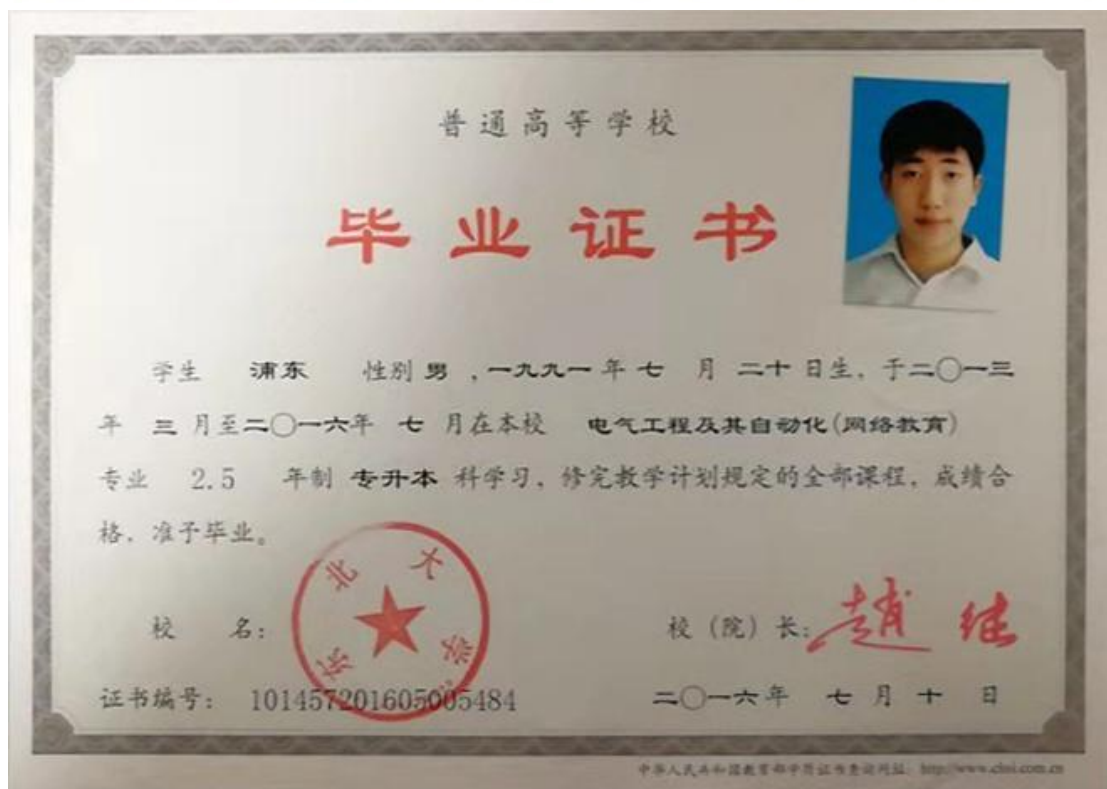 普通高等学校
毕业证书
学生 浦东 性别 男 ,一九九一年 七 月 二十 日生, 于二〇一三
年 三 月至二〇一六年 七 月在本校 电气工程及其自动化(网络教育)
专业 2.5 年制 专升本 科学习, 修完教学计划规定的全部课程, 成绩合
格, 准予毕业。
东北大学
校 名: 校 (院) 长: 赵继
证书编号: 101457201605005484 二〇一六年 七 月 十 日
中华人民共和国教育部学历证书查询网址: http://www.chsi.com.cn